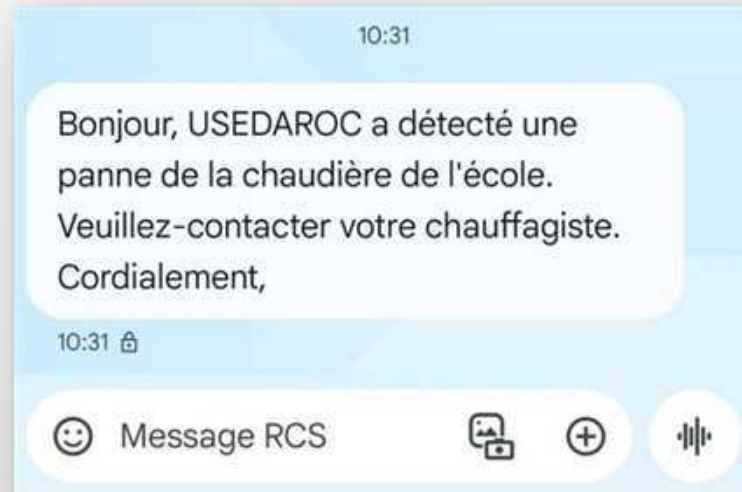 10:31
Bonjour, USEDAROC a détecté une
panne de la chaudière de l'école.
Veuillez-contacter votre chauffagiste.
Cordialement,
10:31
Message RCS